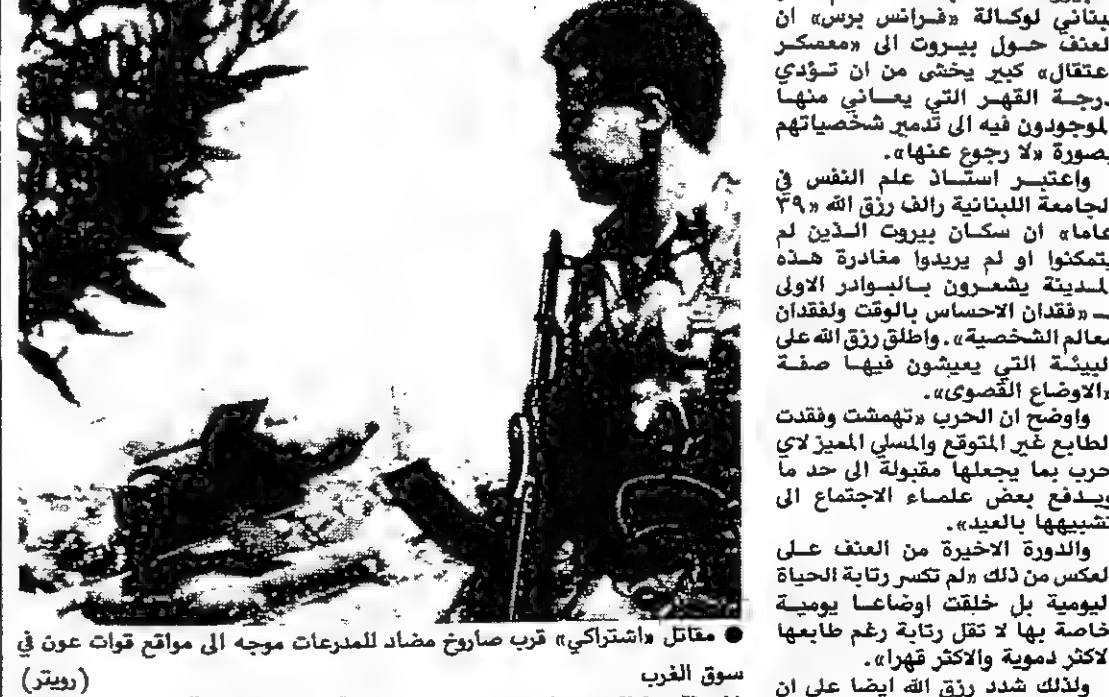 لبناني لوكالة «فرانس برس» ان
العنف حول بيروت الى «معسكر
اعتقال» كبير يخشى من ان تؤدي
درجة القهر التي يعاني منها
الموجودون فيه الى تدمير شخصياتهم
بصورة «لا رجوع عنها».
واعتبر استاذ علم النفس في
الجامعة اللبنانية رالف رزق الله «٣٩
عاما» ان سكان بيروت الذين لم
يتمكنوا او لم يريدوا مغادرة هذه
المدينة يشعرون بالبوادر الاولى
لـ «فقدان الاحساس بالوقت ولفقدان
معالم الشخصية». واطلق رزق الله على
البيئة التي يعيشون فيها صفة
«الاوضاع القصوى».
واوضح ان الحرب «تهمشت وفقدت
الطابع غير المتوقع والمسلي المميز لاي
حرب بما يجعلها مقبولة الى حد ما
ويدفع بعض علماء الاجتماع الى
تشبيهها بالعيد».
والدورة الاخيرة من العنف على
العكس من ذلك «لم تكسر رتابة الحياة
اليومية بل خلقت اوضاعا يومية
خاصة بها لا تقل رتابة رغم طابعها
الاكثر دموية والاكثر قهرا».
ولذلك شدد رزق الله ايضا على ان
● مقاتل «اشتراكي» قرب صاروخ مضاد للمدرعات موجه الى مواقع قوات عون في
سوق الغرب (رويتر)